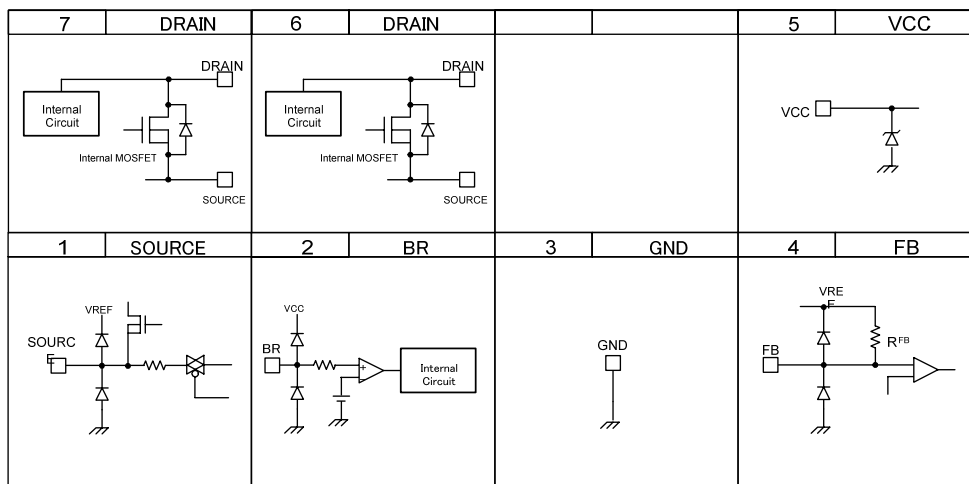 7 DRAIN 6 DRAIN 5 VCC
DRAIN
Internal
Circuit
Internal MOSFET
SOURCE
DRAIN
Internal
Circuit
Internal MOSFET
SOURCE
VCC
1 SOURCE 2 BR 3 GND 4 FB
VREF
SOURC
E
VCC
BR
+
-
Internal
Circuit
GND
VRE
F
RFB
FB